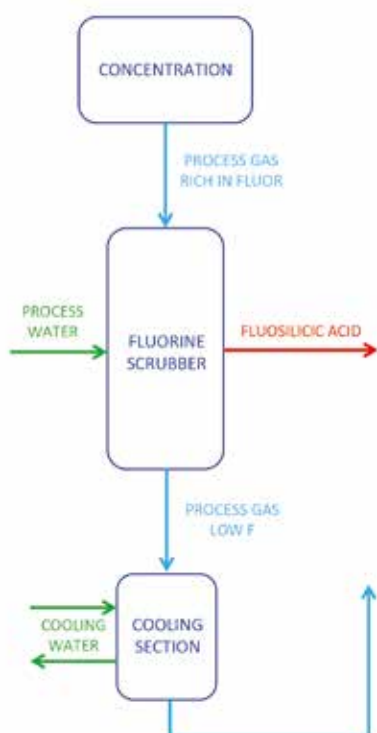 CONCENTRATION
PROCESS GAS
RICH IN FLUOR
PROCESS
WATER
FLUORINE
SCRUBBER
FLUOSILICIC ACID
PROCESS GAS
LOW F
COOLING
WATER
COOLING
SECTION